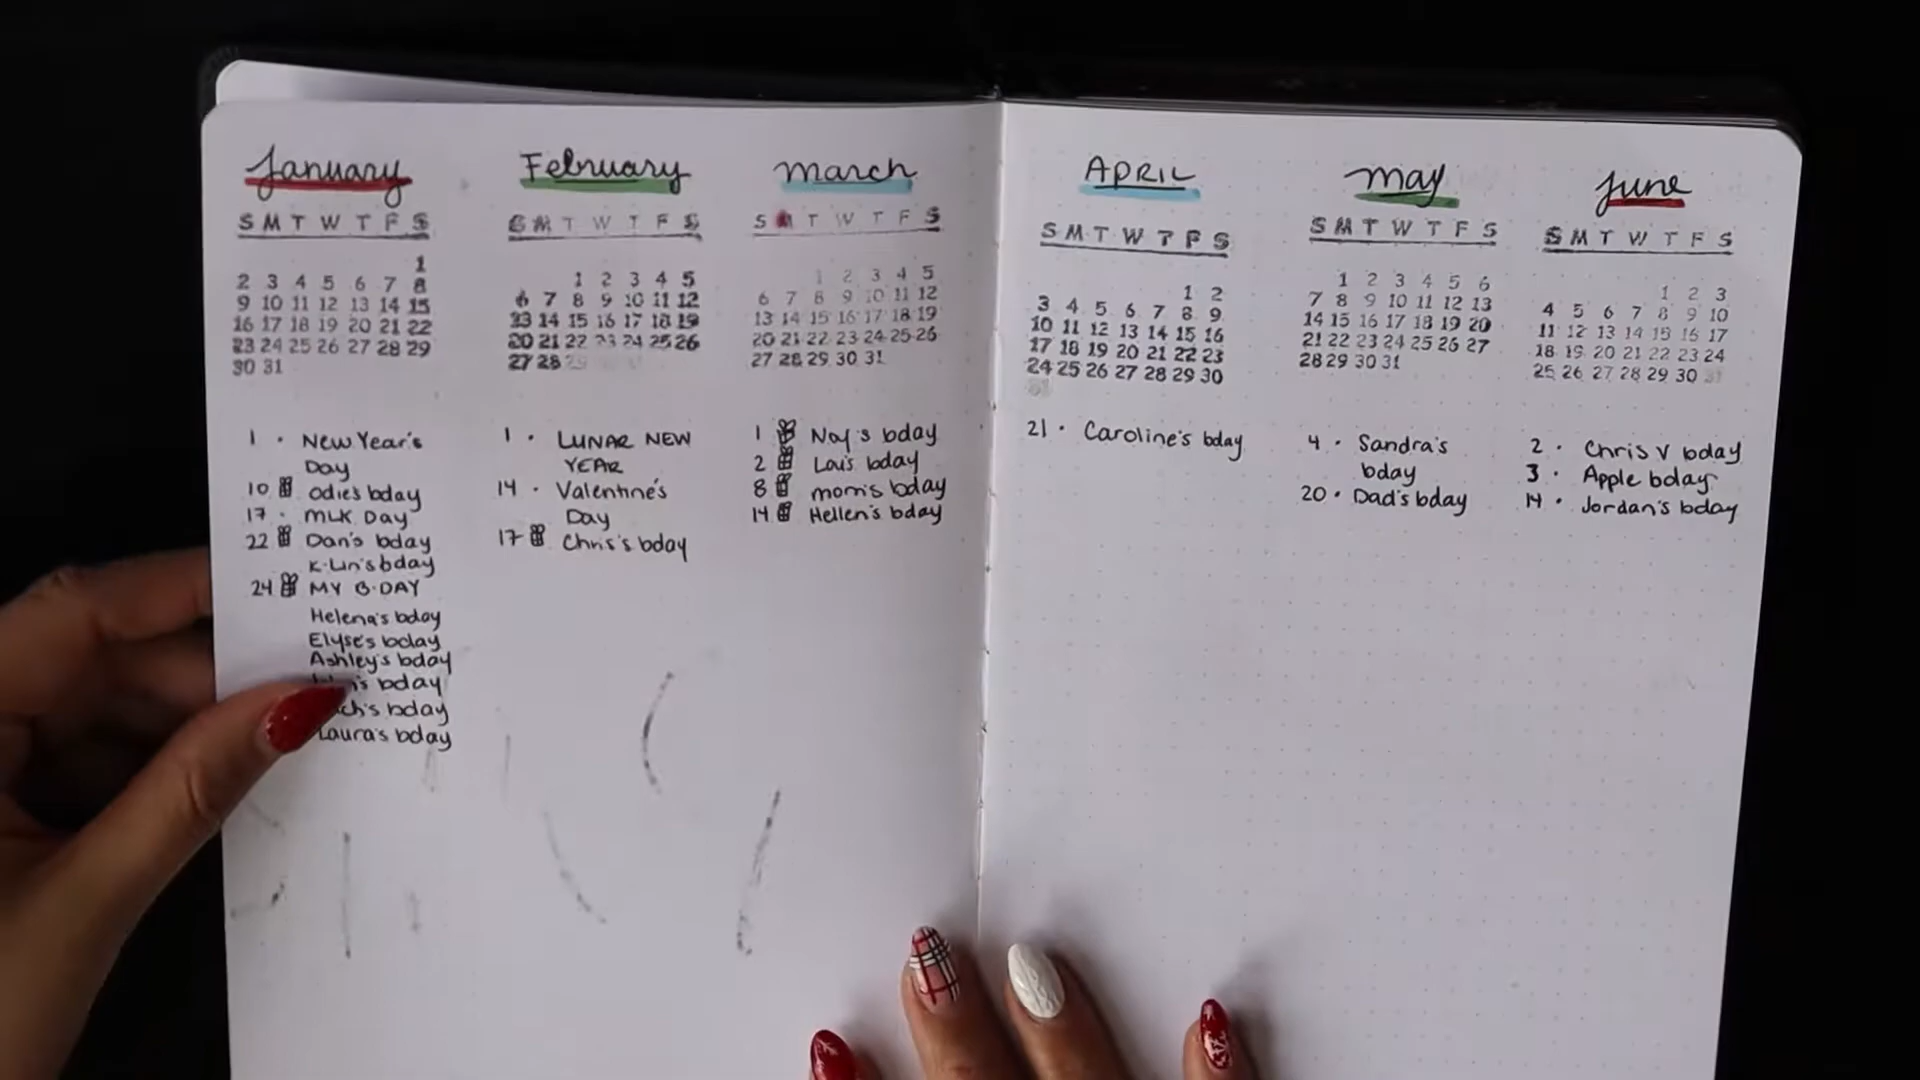 January
S M T W T F S
1
2 3 4 5 6 7 8
9 10 11 12 13 14 15
16 17 18 19 20 21 22
23 24 25 26 27 28 29
30 31
1 · New Year's
Day
10 Odie's bday
17 · MLK DAY
22 Dan's bday
K-Lin's bday
24 MY B-DAY
Helena's bday
Elyse's bday
Ashley's bday
bday
bday
Laura's bday
February
S M T W T F S
1 2 3 4 5
6 7 8 9 10 11 12
13 14 15 16 17 18 19
20 21 22 23 24 25 26
27 28 29
1 · LUNAR NEW
YEAR
14 · Valentine's
Day
17 Chris's bday
March
S M T W T F S
1 2 3 4 5
6 7 8 9 10 11 12
13 14 15 16 17 18 19
20 21 22 23 24 25 26
27 28 29 30 31
1 bday
2 bday
8 mom's bday
14 Hellen's bday
APRIL
S M T W T F S
1 2
3 4 5 6 7 8 9
10 11 12 13 14 15 16
17 18 19 20 21 22 23
24 25 26 27 28 29 30
31
21 · Caroline's bday
May
S M T W T F S
1 2 3 4 5 6
7 8 9 10 11 12 13
14 15 16 17 18 19 20
21 22 23 24 25 26 27
28 29 30 31
4 · Sandra's
bday
20 · Dad's bday
June
S M T W T F S
1 2 3
4 5 6 7 8 9 10
11 12 13 14 15 16 17
18 19 20 21 22 23 24
25 26 27 28 29 30 31
2 · Chris V bday
3 · Apple bday
14 · Jordan's bday